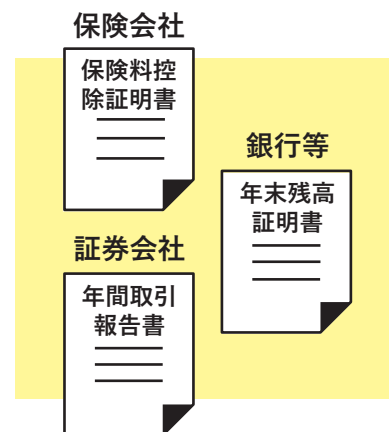 保険会社
保険料控
除証明書
銀行等
年末残高
証明書
証券会社
年間取引
報告書